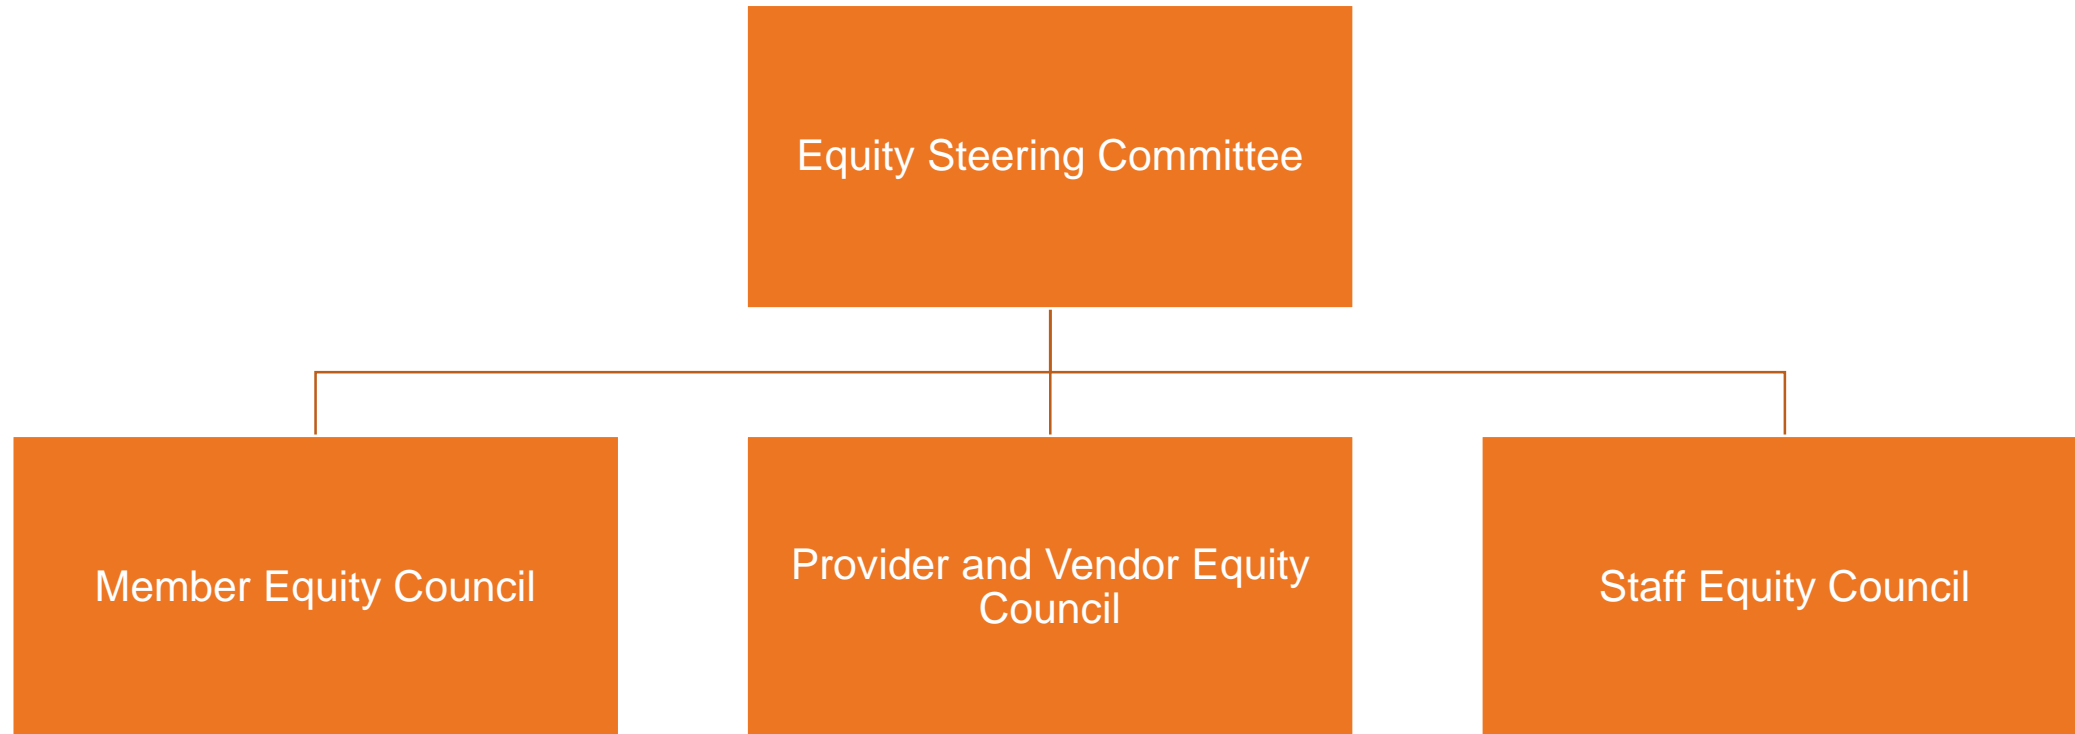 Equity Steering Committee
Member Equity Council
Provider and Vendor Equity
Council
Staff Equity Council